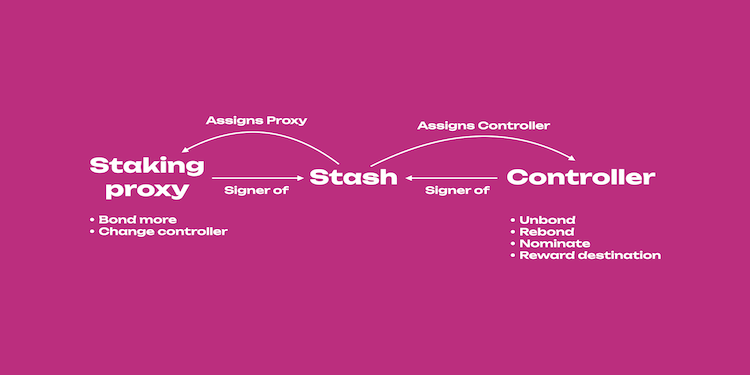 Assigns Proxy
Assigns Controller
Staking
proxy
Signer of
Stash
Signer of
Controller
• Bond more
• Change controller
• Unbond
• Rebond
• Nominate
• Reward destination